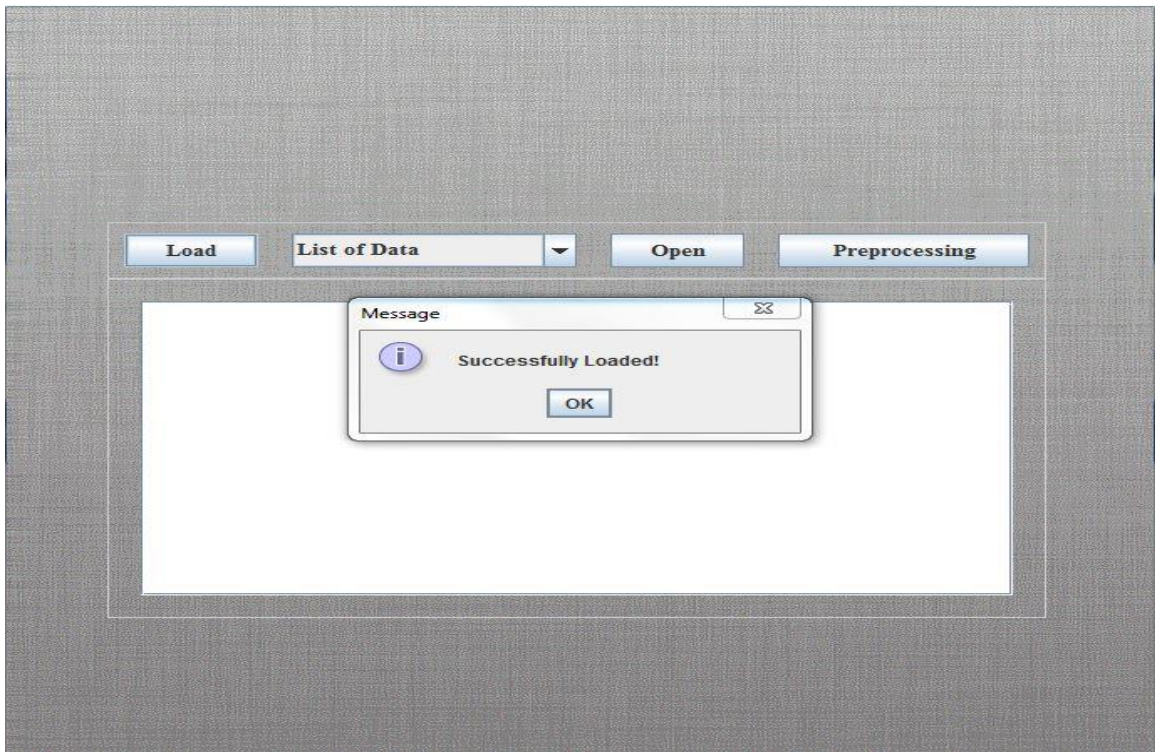 Load List of Data Open Preprocessing
Message
i
Successfully Loaded!
OK